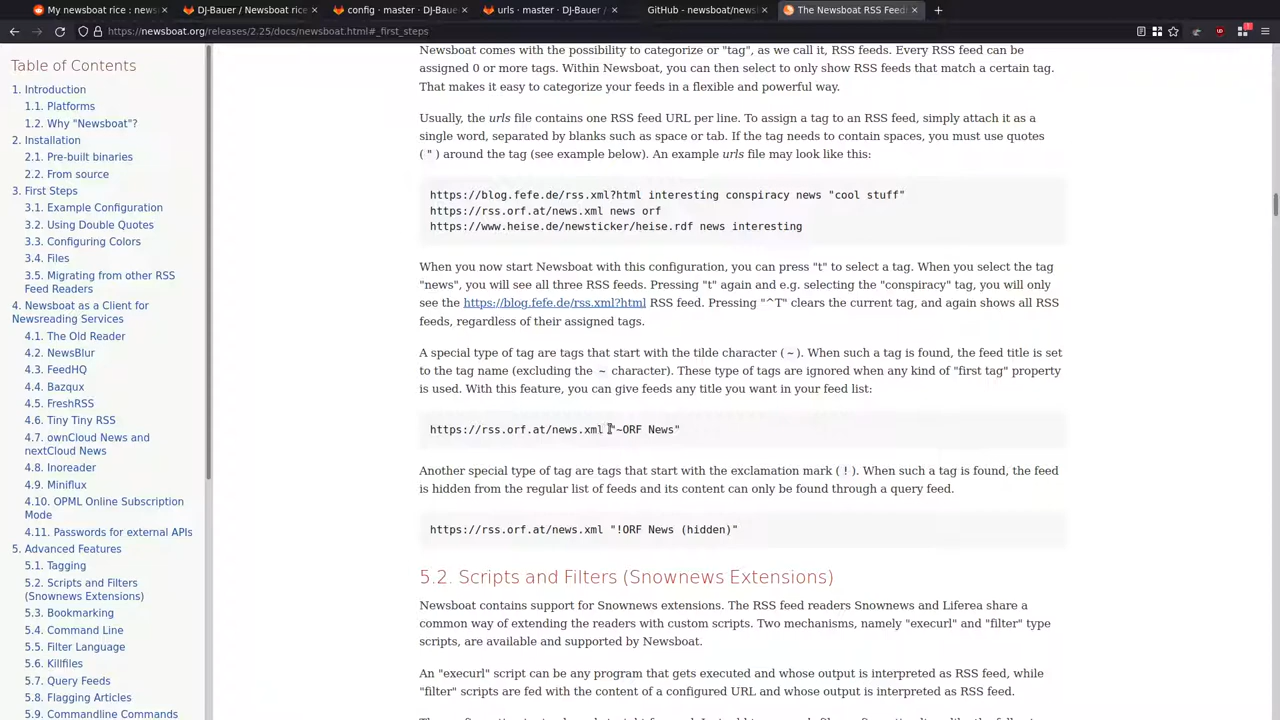 My newsboat rice : news
DJ-Bauer / Newsboat rice
config · master · DJ-Baue
urls · master · DJ-Bauer /
GitHub - newsboat/news
The Newsboat RSS Feed
https://newsboat.org/releases/2.25/docs/newsboat.html#_first_steps
Table of Contents
1. Introduction
1.1. Platforms
1.2. Why "Newsboat"?
2. Installation
2.1. Pre-built binaries
2.2. From source
3. First Steps
3.1. Example Configuration
3.2. Using Double Quotes
3.3. Configuring Colors
3.4. Files
3.5. Migrating from other RSS
Feed Readers
4. Newsboat as a Client for
Newsreading Services
4.1. The Old Reader
4.2. NewsBlur
4.3. FeedHQ
4.4. Bazqux
4.5. FreshRSS
4.6. Tiny Tiny RSS
4.7. ownCloud News and
nextCloud News
4.8. Inoreader
4.9. Miniflux
4.10. OPML Online Subscription
Mode
4.11. Passwords for external APIs
5. Advanced Features
5.1. Tagging
5.2. Scripts and Filters
(Snownews Extensions)
5.3. Bookmarking
5.4. Command Line
5.5. Filter Language
5.6. Killfiles
5.7. Query Feeds
5.8. Flagging Articles
5.9. Commandline Commands
Newsboat comes with the possibility to categorize or "tag", as we call it, RSS feeds. Every RSS feed can be
assigned 0 or more tags. Within Newsboat, you can then select to only show RSS feeds that match a certain tag.
That makes it easy to categorize your feeds in a flexible and powerful way.
Usually, the urls file contains one RSS feed URL per line. To assign a tag to an RSS feed, simply attach it as a
single word, separated by blanks such as space or tab. If the tag needs to contain spaces, you must use quotes
( " ) around the tag (see example below). An example urls file may look like this:
https://blog.fefe.de/rss.xml?html interesting conspiracy news "cool stuff"
https://rss.orf.at/news.xml news orf
https://www.heise.de/newsticker/heise.rdf news interesting
When you now start Newsboat with this configuration, you can press "t" to select a tag. When you select the tag
"news", you will see all three RSS feeds. Pressing "t" again and e.g. selecting the "conspiracy" tag, you will only
see the https://blog.fefe.de/rss.xml?html RSS feed. Pressing "^T" clears the current tag, and again shows all RSS
feeds, regardless of their assigned tags.
A special type of tag are tags that start with the tilde character ( ~ ). When such a tag is found, the feed title is set
to the tag name (excluding the ~ character). These type of tags are ignored when any kind of "first tag" property
is used. With this feature, you can give feeds any title you want in your feed list:
https://rss.orf.at/news.xml "~ORF News"
Another special type of tag are tags that start with the exclamation mark ( ! ). When such a tag is found, the feed
is hidden from the regular list of feeds and its content can only be found through a query feed.
https://rss.orf.at/news.xml "!ORF News (hidden)"
5.2. Scripts and Filters (Snownews Extensions)
Newsboat contains support for Snownews extensions. The RSS feed readers Snownews and Liferea share a
common way of extending the readers with custom scripts. Two mechanisms, namely "execurl" and "filter" type
scripts, are available and supported by Newsboat.
An "execurl" script can be any program that gets executed and whose output is interpreted as RSS feed, while
"filter" scripts are fed with the content of a configured URL and whose output is interpreted as RSS feed.